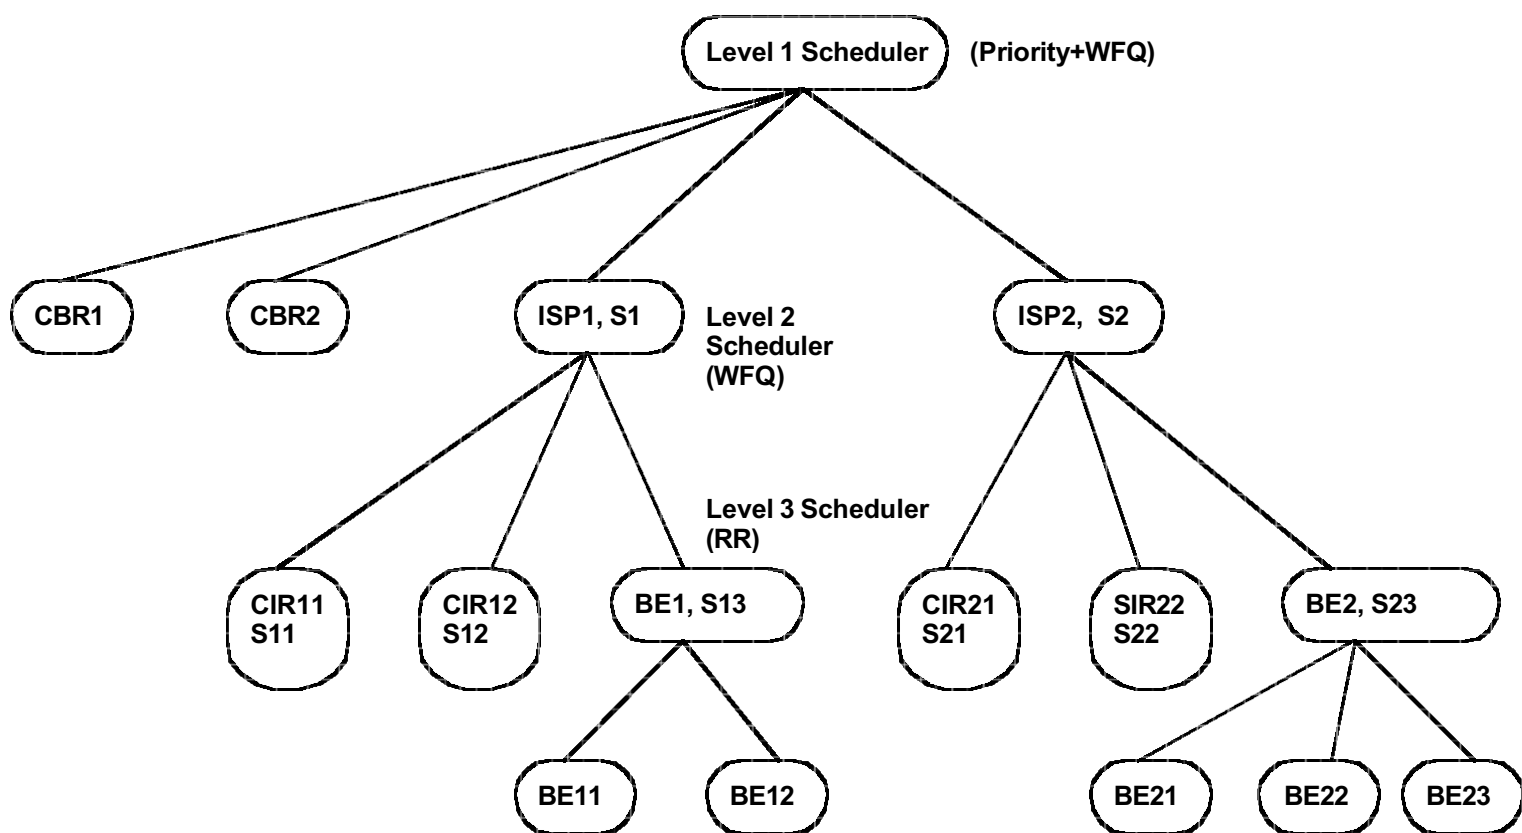 Level 1 Scheduler
(Priority+WFQ)
CBR1
CBR2
ISP1, S1
Level 2
Scheduler
(WFQ)
ISP2, S2
Level 3 Scheduler
(RR)
CIR11
S11
CIR12
S12
BE1, S13
CIR21
S21
SIR22
S22
BE2, S23
BE11
BE12
BE21
BE22
BE23